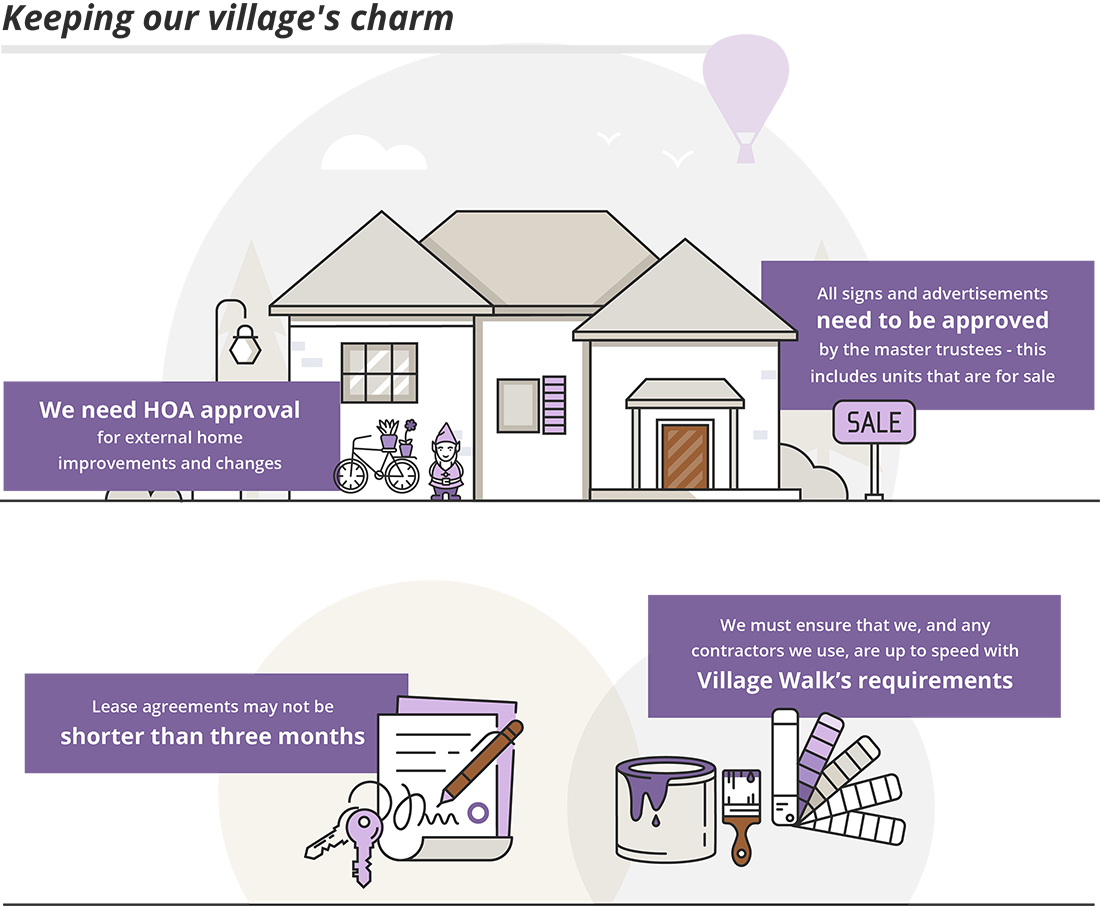 Keeping our village's charm
All signs and advertisements
need to be approved
by the master trustees - this
includes units that are for sale
We need HOA approval
for external home
improvements and changes
SALE
We must ensure that we, and any
contractors we use, are up to speed with
Village Walk’s requirements
Lease agreements may not be
shorter than three months